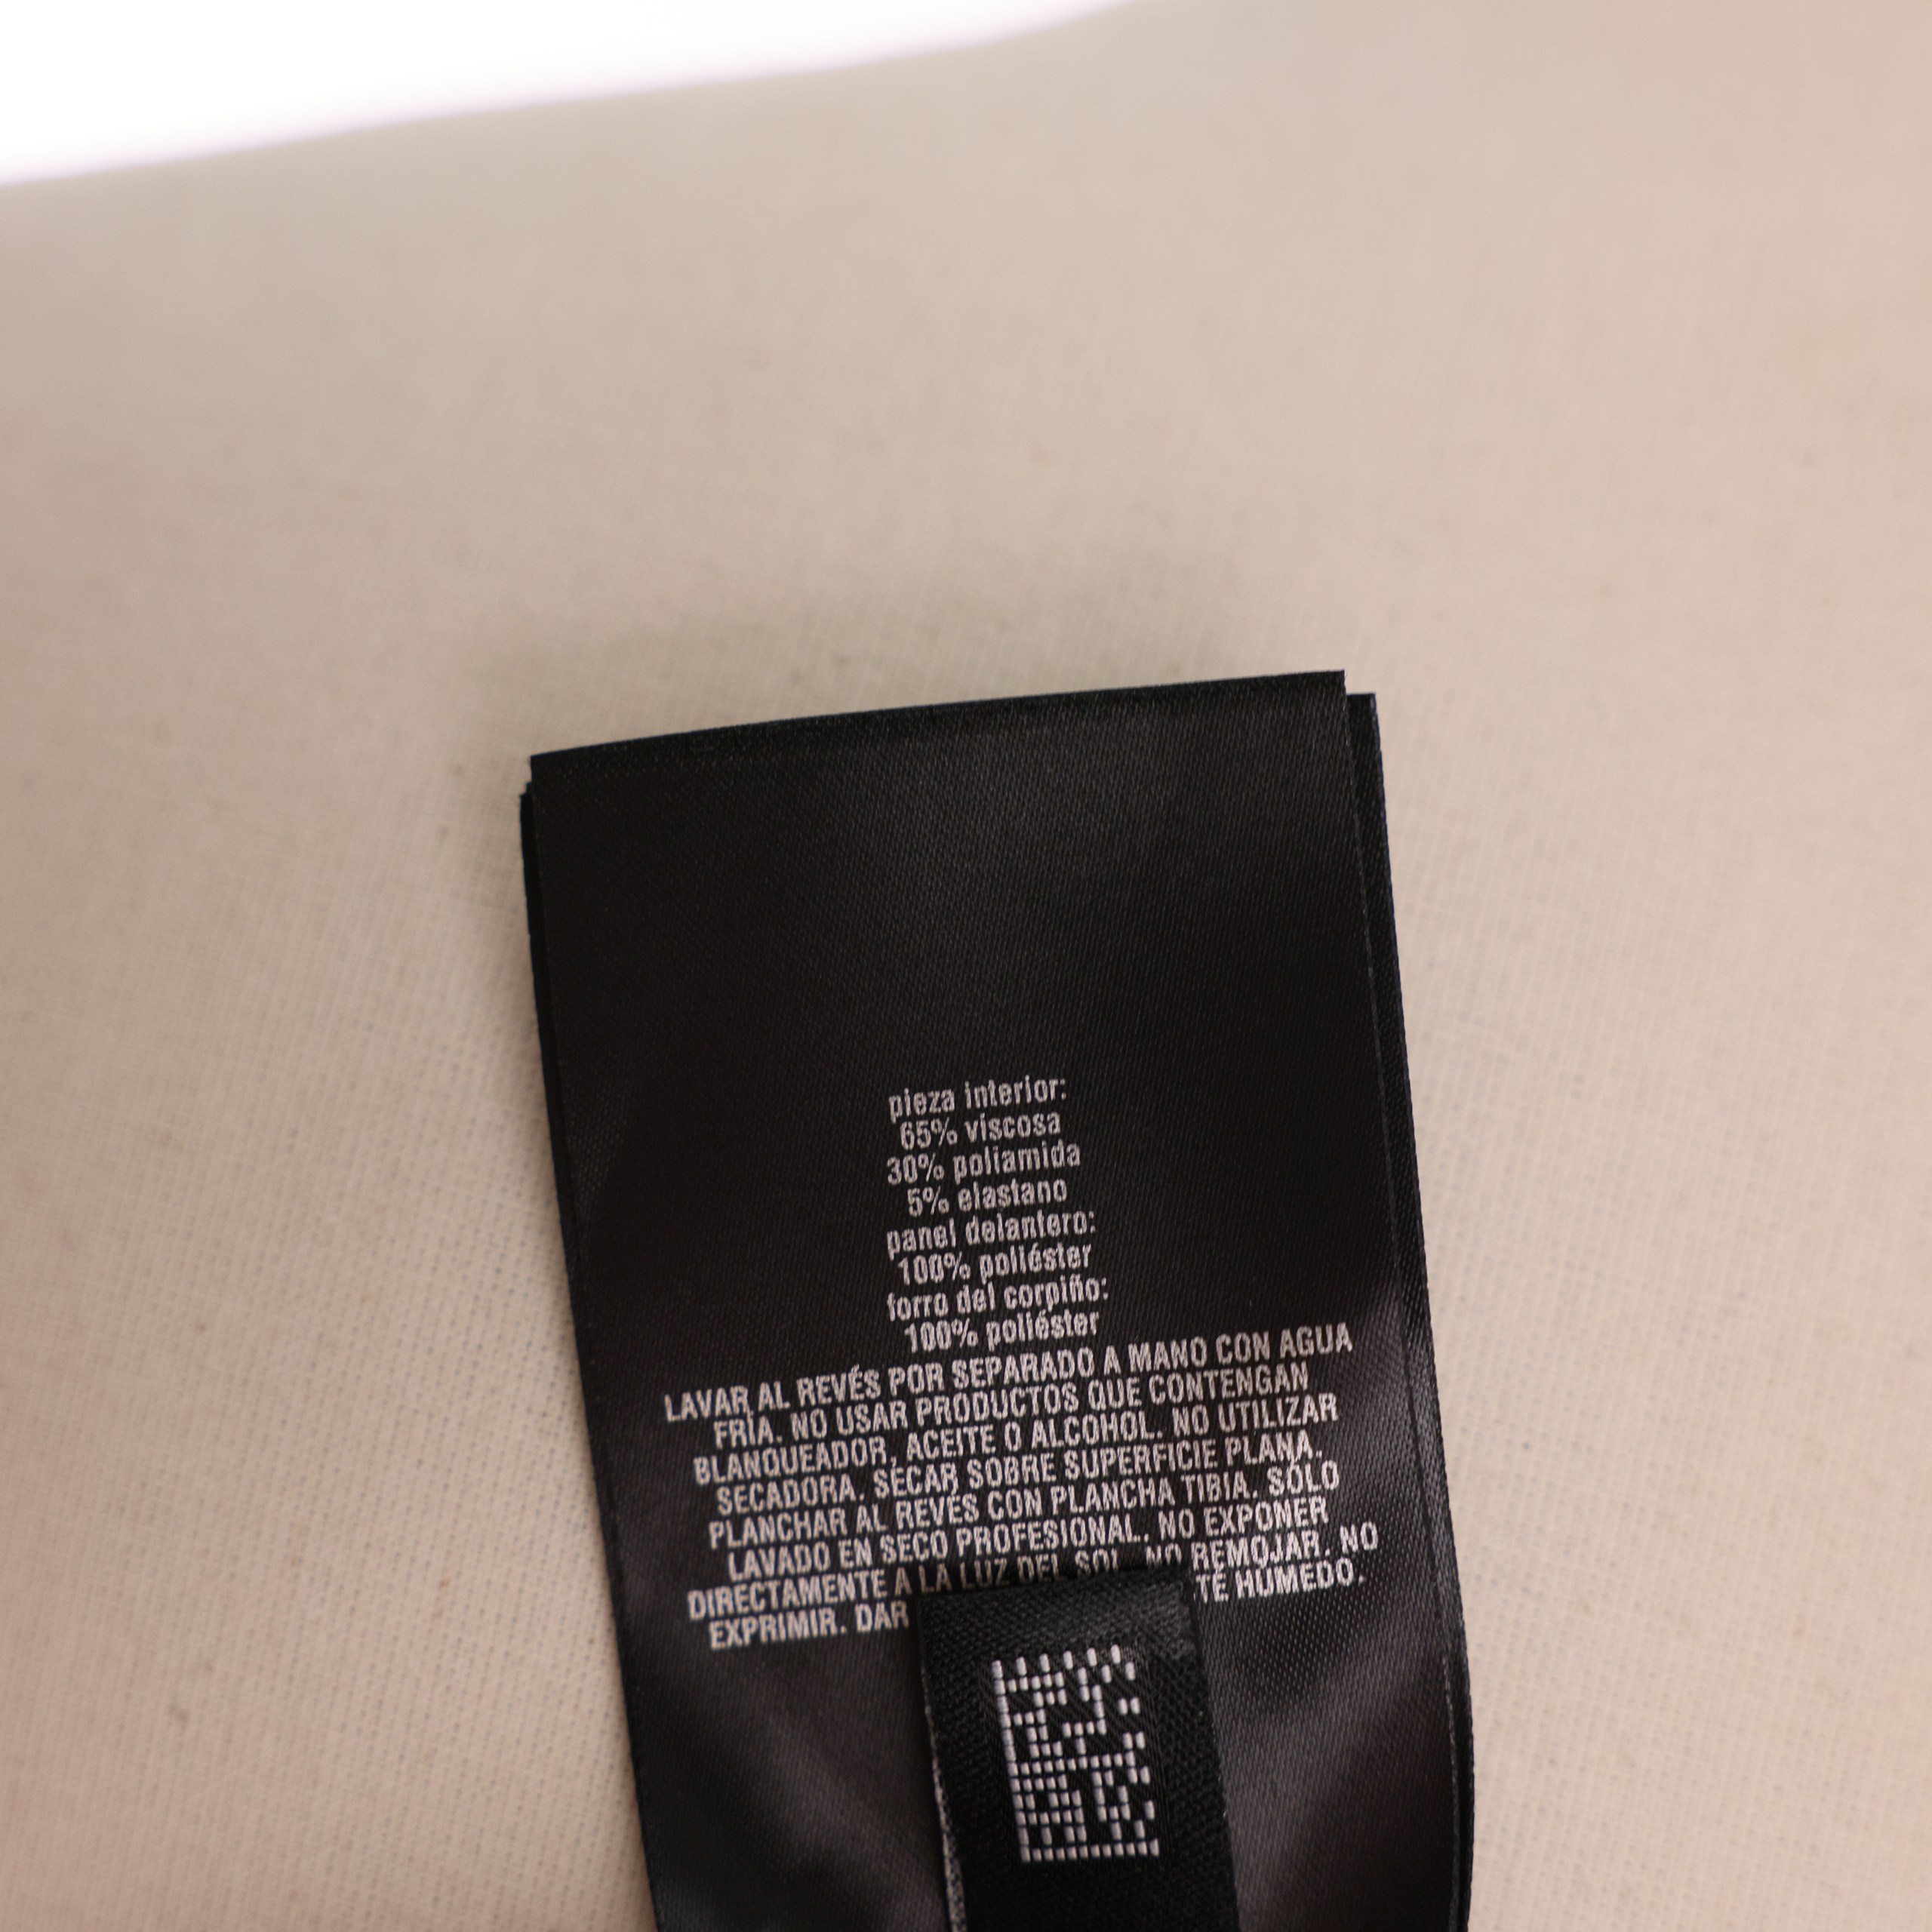 pieza interior:
65% viscosa
30% poliamida
5% elastano
panel delantero:
100% poliéster
forro del corpiño:
100% poliéster
LAVAR AL REVÉS POR SEPARADO A MANO CON AGUA
FRÍA. NO USAR PRODUCTOS QUE CONTENGAN
BLANQUEADOR, ACEITE O ALCOHOL. NO UTILIZAR
SECADORA. SECAR SOBRE SUPERFICIE PLANA.
PLANCHAR AL REVÉS CON PLANCHA TIBIA. SÓLO
LAVADO EN SECO PROFESIONAL. NO EXPONER
DIRECTAMENTE A LA LUZ DEL SOL. NO REMOJAR. NO
EXPRIMIR. DAR TE HUMEDO.